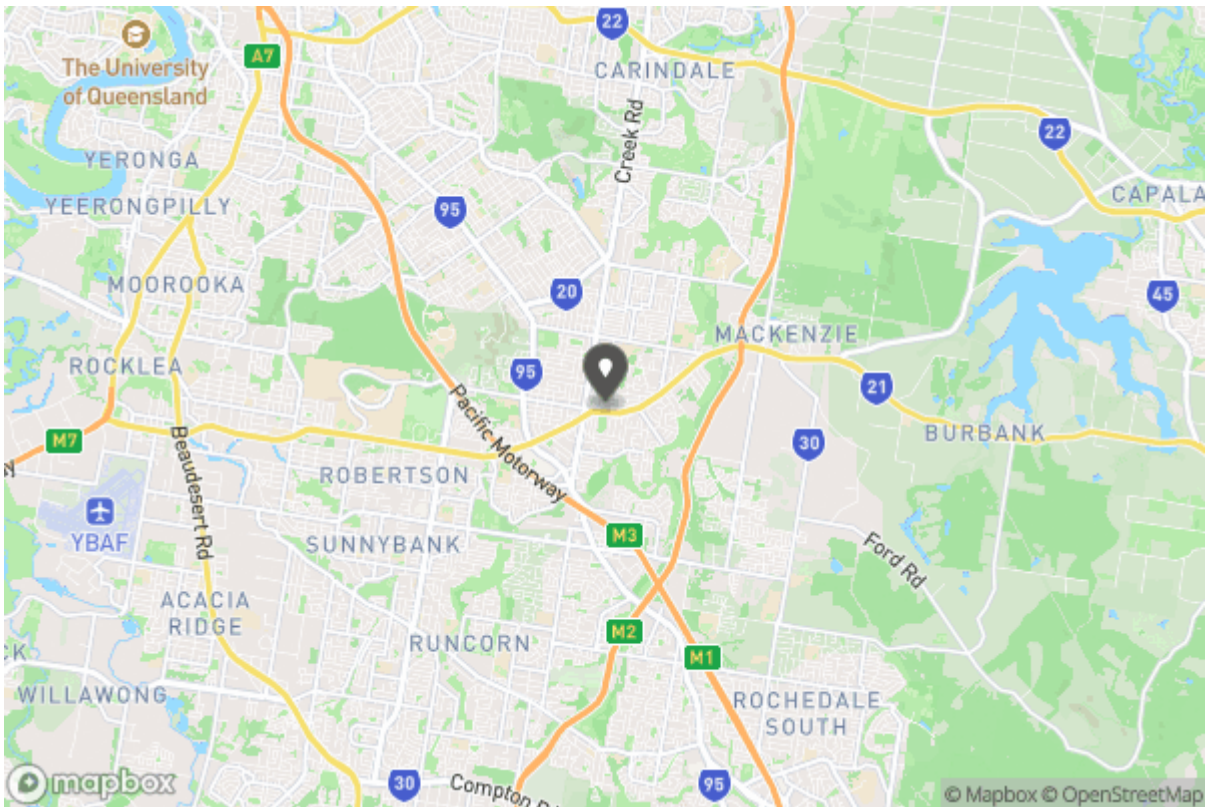 22
A7
The University
of Queensland
CARINDALE
Creek Rd
22
YERONGA
CAPALA
YEERONGPILLY
95
MOOROOKA
20
45
MACKENZIE
ROCKLEA
95
21
Pacific Motorway
M7
BURBANK
30
Beaudesert Rd
ROBERTSON
YBAF
SUNNYBANK
M3
Ford Rd
ACACIA
RIDGE
M2
RUNCORN
M1
CK
WILLAWONG
ROCHEDALE
SOUTH
30
Compton
95
mapbox
© Mapbox © OpenStreetMap